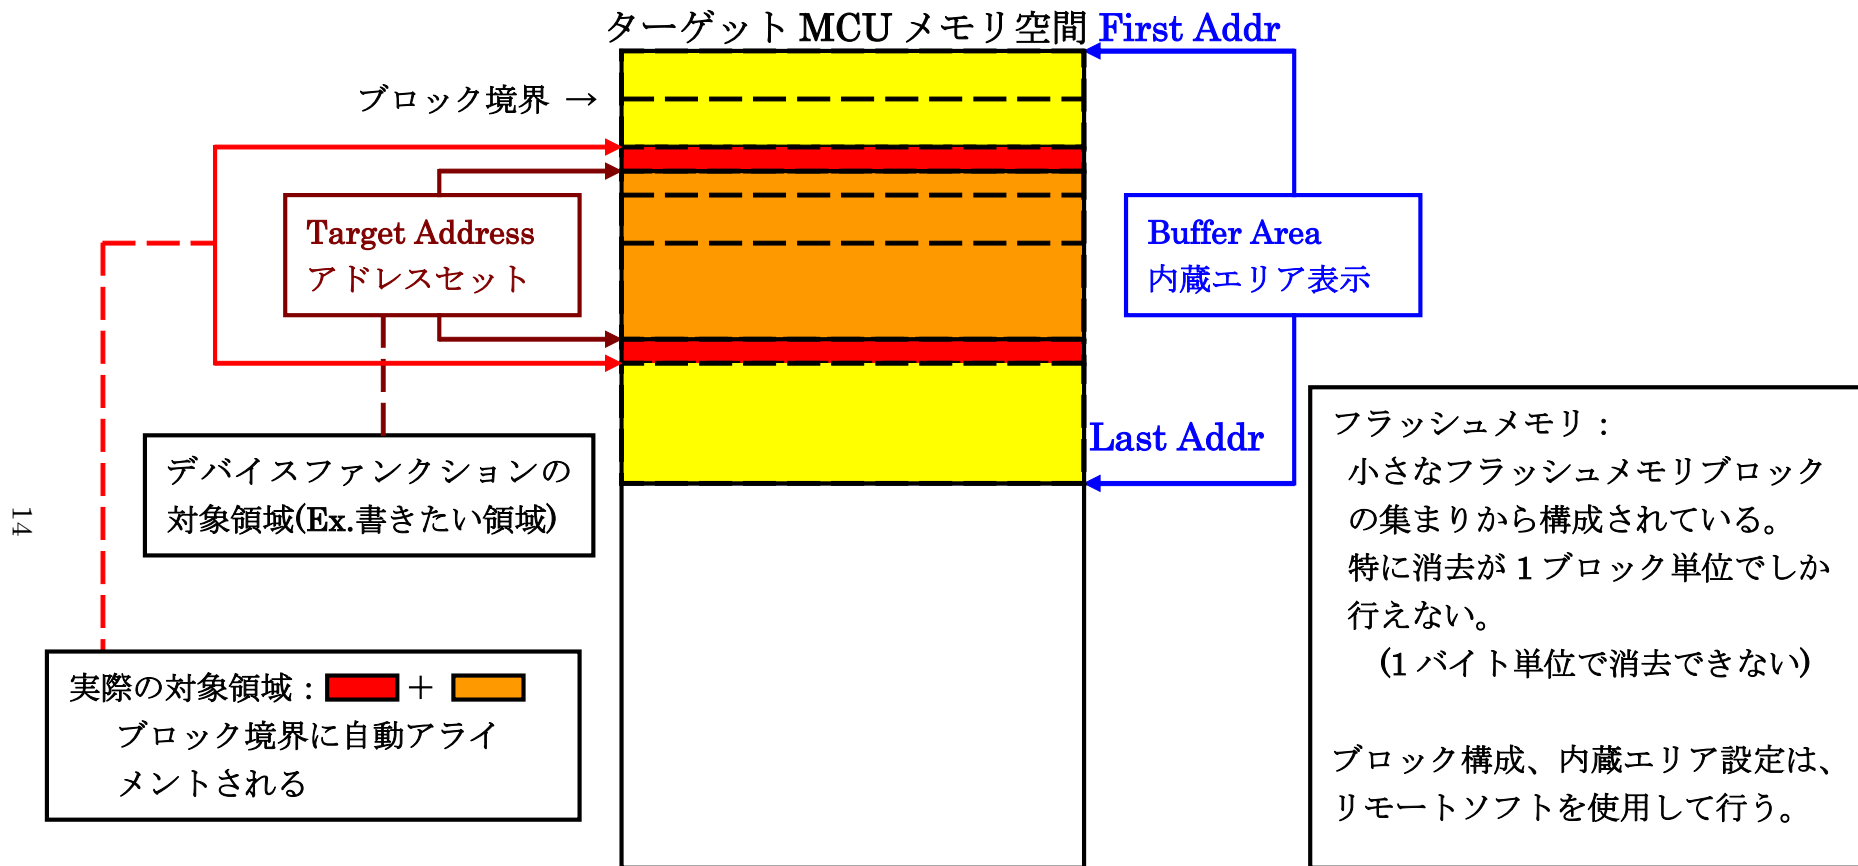 ターゲット MCU メモリ空間 First Addr
ブロック境界 →
Target Address
アドレスセット
Buffer Area
内蔵エリア表示
Last Addr
デバイスファンクションの
対象領域(Ex.書きたい領域)
14
実際の対象領域： ＋
ブロック境界に自動アライ
メントされる
フラッシュメモリ：
小さなフラッシュメモリブロック
の集まりから構成されている。
特に消去が 1 ブロック単位でしか
行えない。
(1 バイト単位で消去できない)
ブロック構成、内蔵エリア設定は、
リモートソフトを使用して行う。